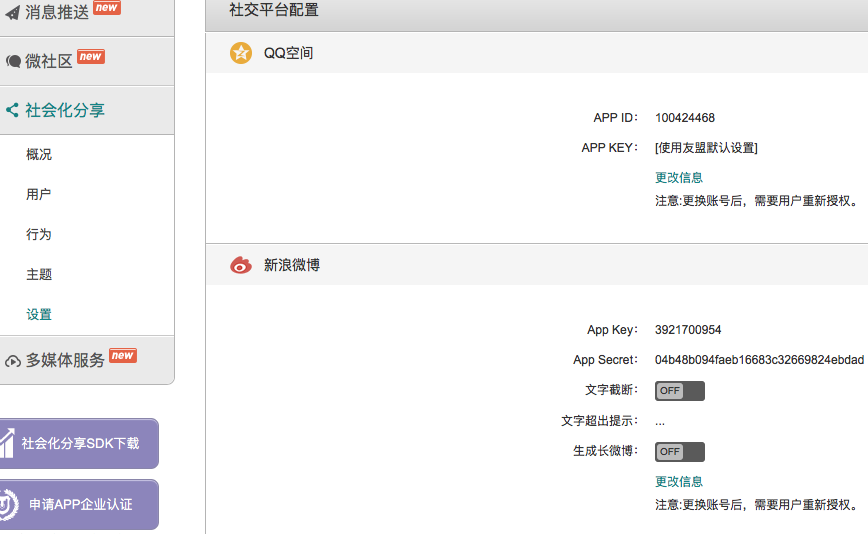 消息推送 new
微社区 new
社会化分享
概况
用户
行为
主题
设置
多媒体服务 new
社会化分享SDK下载
申请APP企业认证
社交平台配置
QQ空间
APP ID： 100424468
APP KEY： [使用友盟默认设置]
更改信息
注意:更换账号后，需要用户重新授权。
新浪微博
App Key： 3921700954
App Secret： 04b48b094faeb16683c32669824ebdad
文字截断： OFF
文字超出提示： ...
生成长微博： OFF
更改信息
注意:更换账号后，需要用户重新授权。